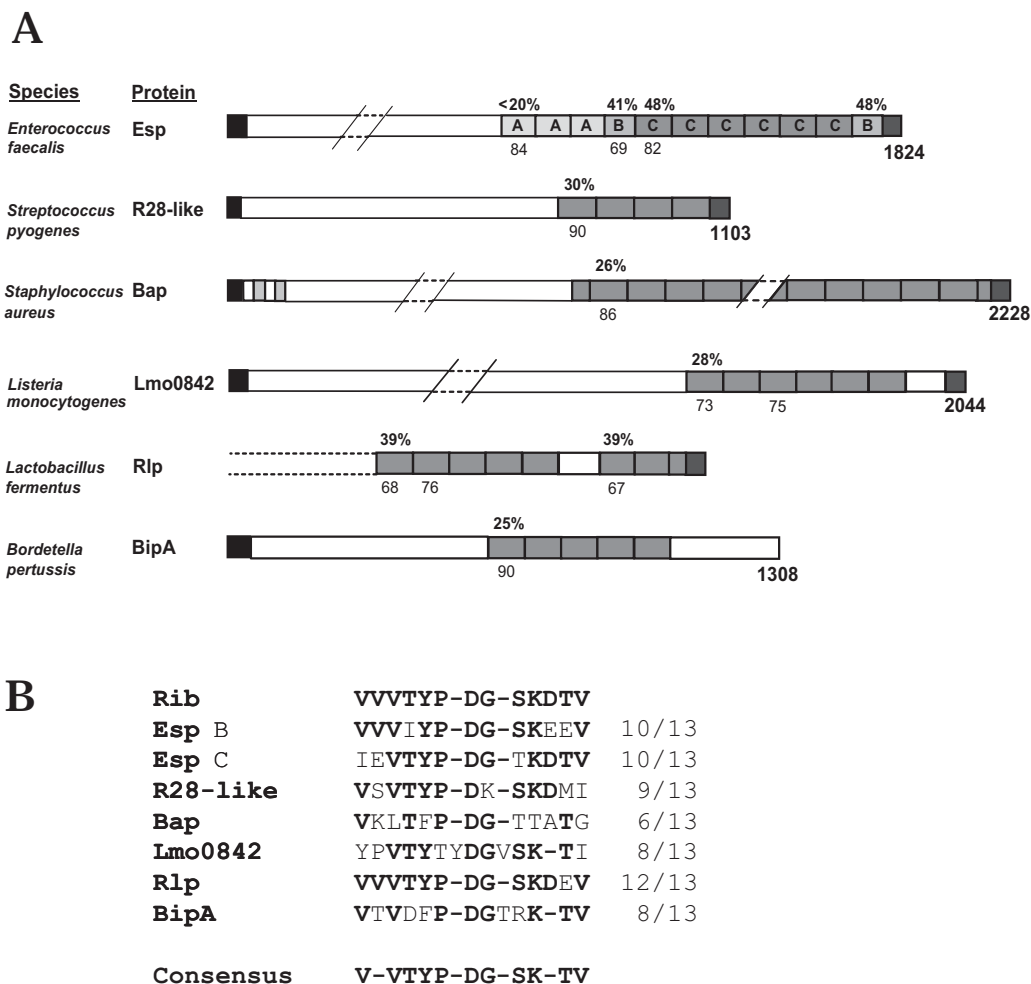 A
Species Protein
<20% 41% 48% 48%
Enterococcus faecalis Esp
A A A B C C C C C C B
84 69 82 1824
30%
Streptococcus pyogenes R28-like
90 1103
26%
Staphylococcus aureus Bap
86 2228
28%
Listeria monocytogenes Lmo0842
73 75 2044
39% 39%
Lactobacillus fermentus Rlp
68 76 67
25%
Bordetella pertussis BipA
90 1308
B
Rib VVVTYP-DG-SKDTV
Esp B VVVIYP-DG-SKEEV 10/13
Esp C IEVTYP-DG-TKDTV 10/13
R28-like VSVTYP-DK-SKDMI 9/13
Bap VKLTFP-DG-TTATG 6/13
Lmo0842 YPVTYTYDGVSK-TI 8/13
Rlp VVVTYP-DG-SKDEV 12/13
BipA VTVDFP-DGTRK-TV 8/13
Consensus V-VTYP-DG-SK-TV